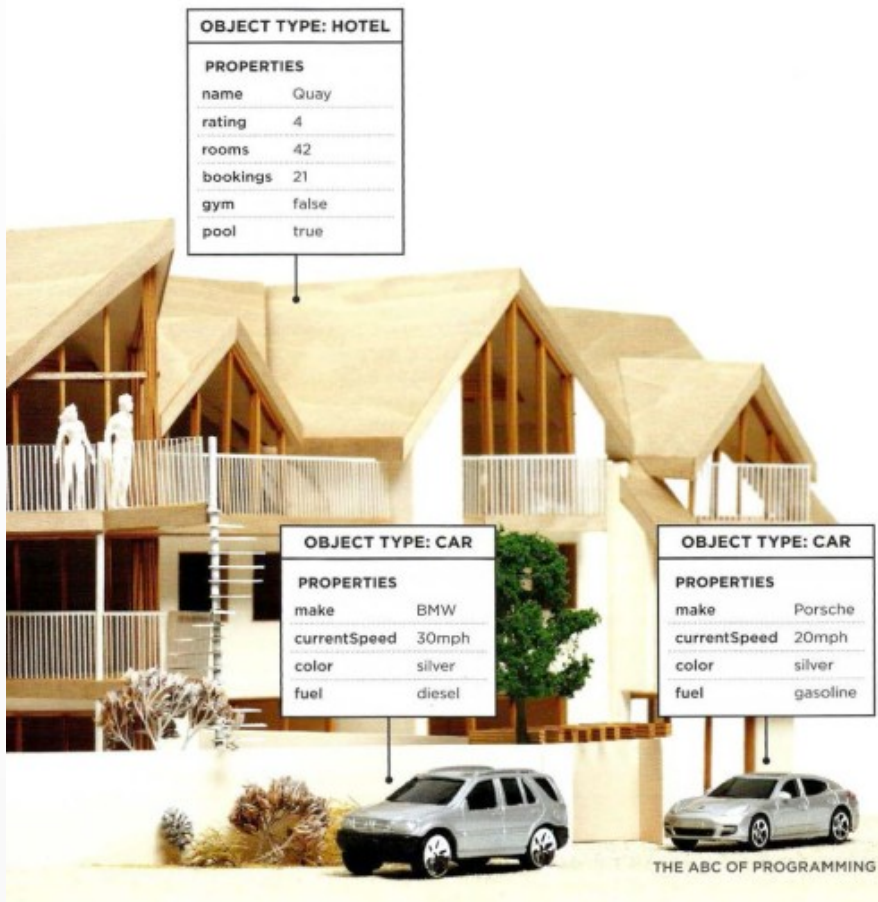 OBJECT TYPE: HOTEL
PROPERTIES
name Quay
rating 4
rooms 42
bookings 21
gym false
pool true
OBJECT TYPE: CAR
PROPERTIES
make BMW
currentSpeed 30mph
color silver
fuel diesel
OBJECT TYPE: CAR
PROPERTIES
make Porsche
currentSpeed 20mph
color silver
fuel gasoline
THE ABC OF PROGRAMMING